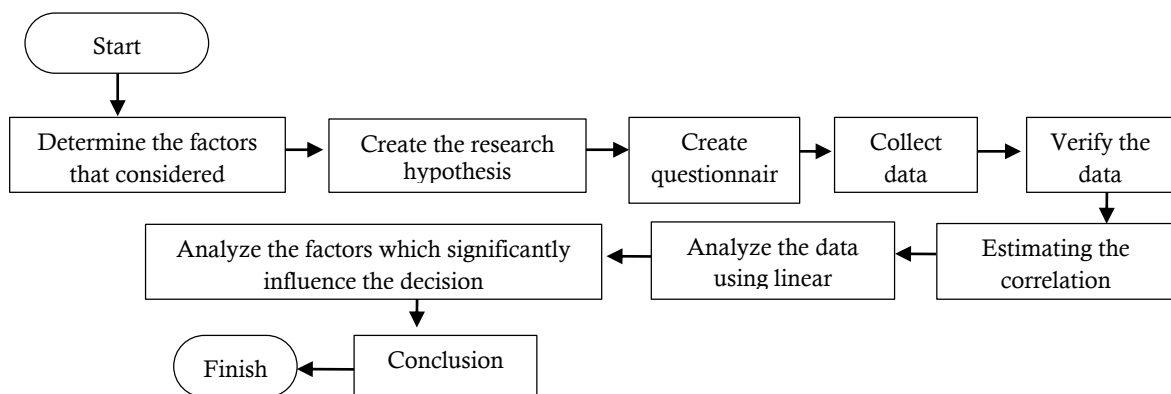 Start
Determine the factors
that considered
Create the research
hypothesis
Create
questionnair
Collect
data
Verify the
data
Estimating the
correlation
Analyze the data
using linear
Analyze the factors which significantly
influence the decision
Conclusion
Finish